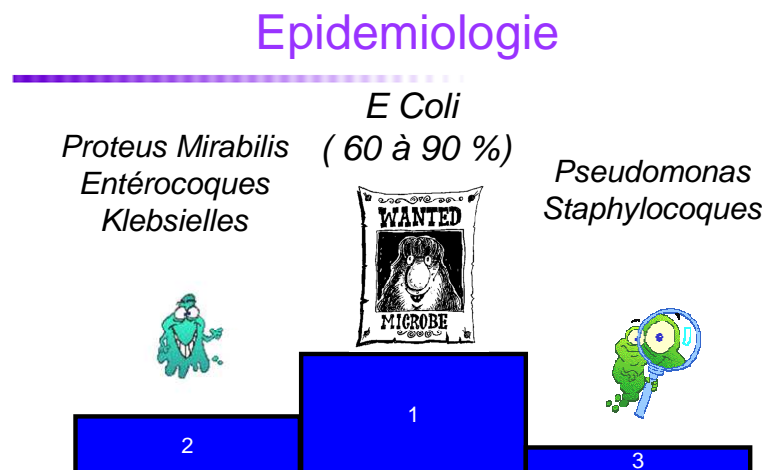 Epidemiologie
E Coli
( 60 à 90 %)
Proteus Mirabilis
Entérocoques
Klebsielles
Pseudomonas
Staphylocoques
WANTED
MICROBE
1
2
3